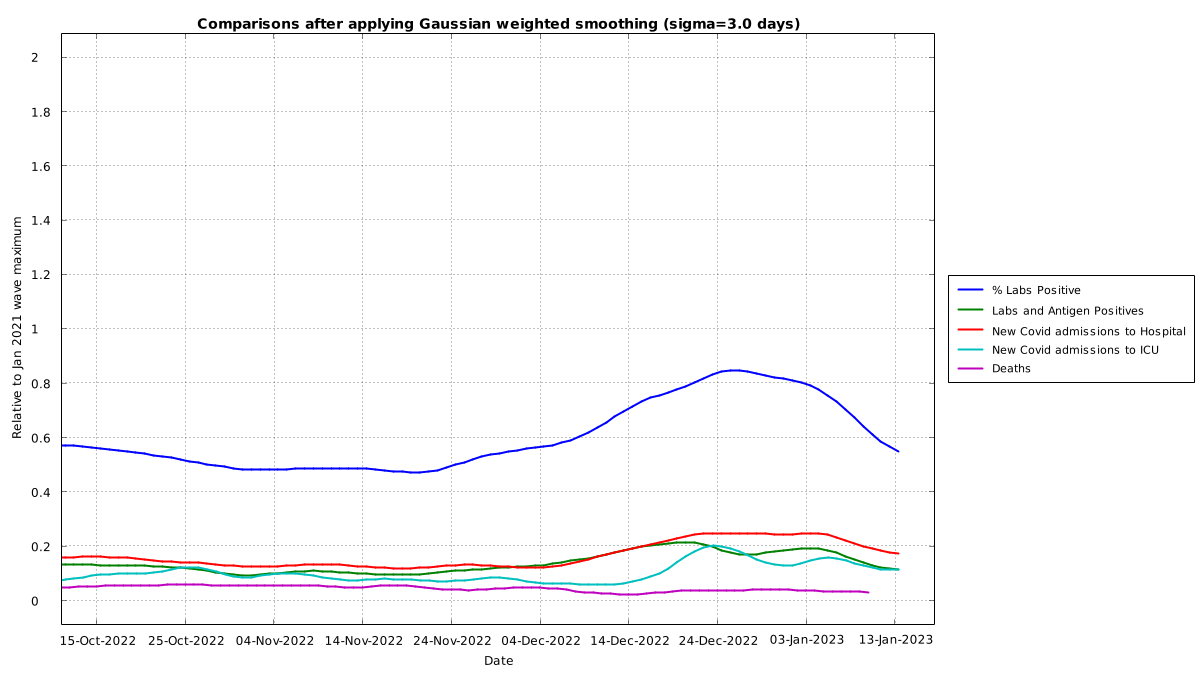 Comparisons after applying Gaussian weighted smoothing (sigma=3.0 days)
2
1.8
1.6
1.4
1.2
1
0.8
0.6
0.4
0.2
0
Relative to Jan 2021 wave maximum
15-Oct-2022 25-Oct-2022 04-Nov-2022 14-Nov-2022 24-Nov-2022 04-Dec-2022 14-Dec-2022 24-Dec-2022 03-Jan-2023 13-Jan-2023
Date
% Labs Positive
Labs and Antigen Positives
New Covid admissions to Hospital
New Covid admissions to ICU
Deaths